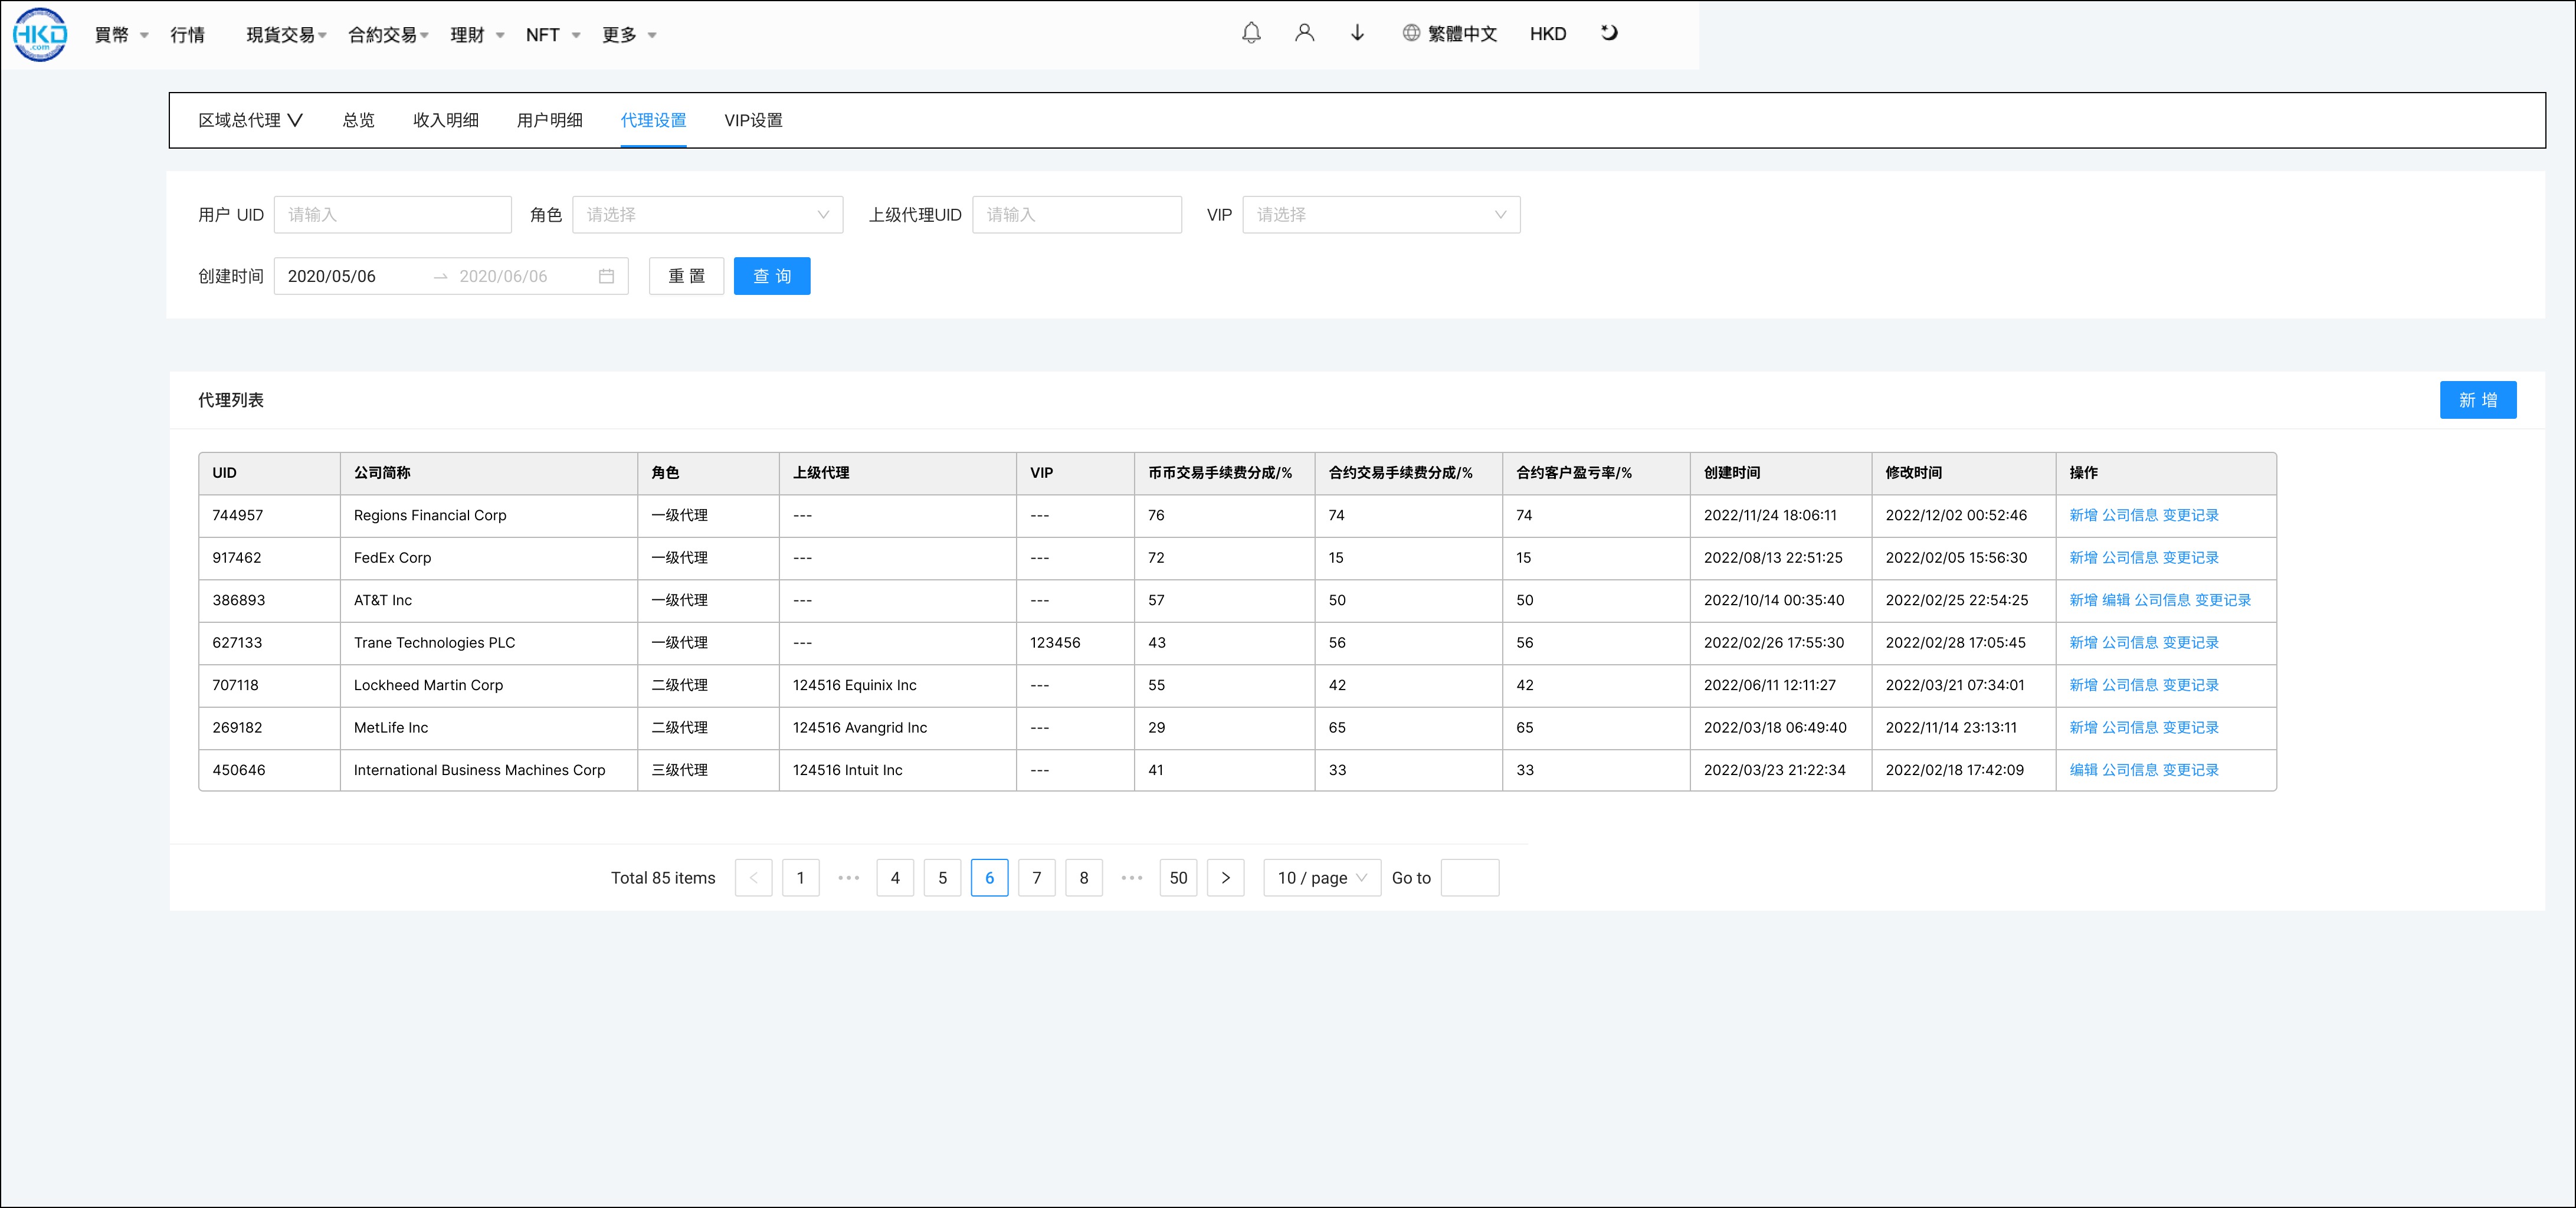 HKD
.com
買幣 行情 現貨交易 合約交易 理財 NFT 更多 繁體中文 HKD
区域总代理 总览 收入明细 用户明细 代理设置 VIP设置
用户 UID 请输入 角色 请选择 上级代理UID 请输入 VIP 请选择
创建时间 2020/05/06 → 2020/06/06 重 置 查 询
代理列表 新 增
UID 公司简称 角色 上级代理 VIP 币币交易手续费分成/% 合约交易手续费分成/% 合约客户盈亏率/% 创建时间 修改时间 操作
744957 Regions Financial Corp 一级代理 --- --- 76 74 74 2022/11/24 18:06:11 2022/12/02 00:52:46 新增 公司信息 变更记录
917462 FedEx Corp 一级代理 --- --- 72 15 15 2022/08/13 22:51:25 2022/02/05 15:56:30 新增 公司信息 变更记录
386893 AT&T Inc 一级代理 --- --- 57 50 50 2022/10/14 00:35:40 2022/02/25 22:54:25 新增 编辑 公司信息 变更记录
627133 Trane Technologies PLC 一级代理 --- 123456 43 56 56 2022/02/26 17:55:30 2022/02/28 17:05:45 新增 公司信息 变更记录
707118 Lockheed Martin Corp 二级代理 124516 Equinix Inc --- 55 42 42 2022/06/11 12:11:27 2022/03/21 07:34:01 新增 公司信息 变更记录
269182 MetLife Inc 二级代理 124516 Avangrid Inc --- 29 65 65 2022/03/18 06:49:40 2022/11/14 23:13:11 新增 公司信息 变更记录
450646 International Business Machines Corp 三级代理 124516 Intuit Inc --- 41 33 33 2022/03/23 21:22:34 2022/02/18 17:42:09 编辑 公司信息 变更记录
Total 85 items < 1 ••• 4 5 6 7 8 ••• 50 > 10 / page Go to